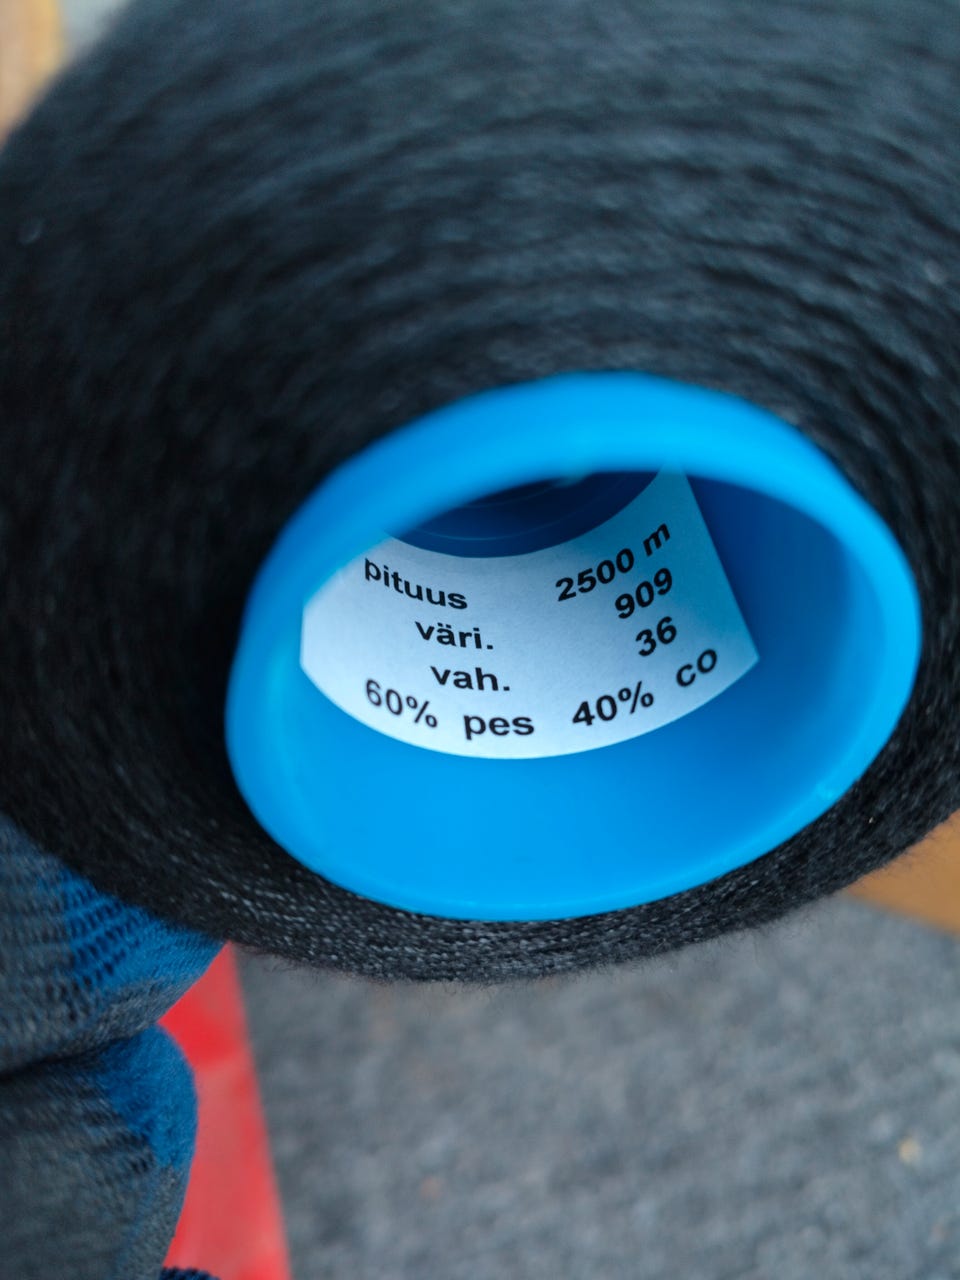 pituus 2500 m
väri. 909
vah. 36
60% pes 40% co